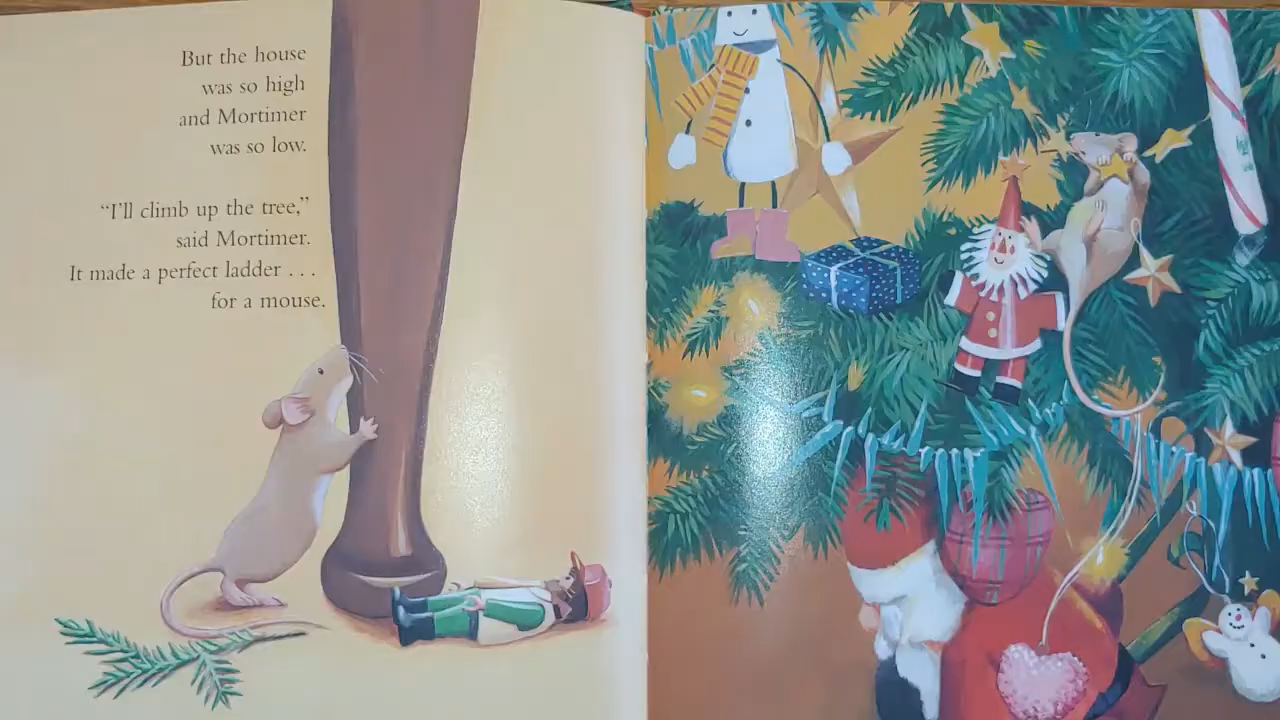 But the house
was so high
and Mortimer
was so low.
“I’ll climb up the tree,”
said Mortimer.
It made a perfect ladder . . .
for a mouse.